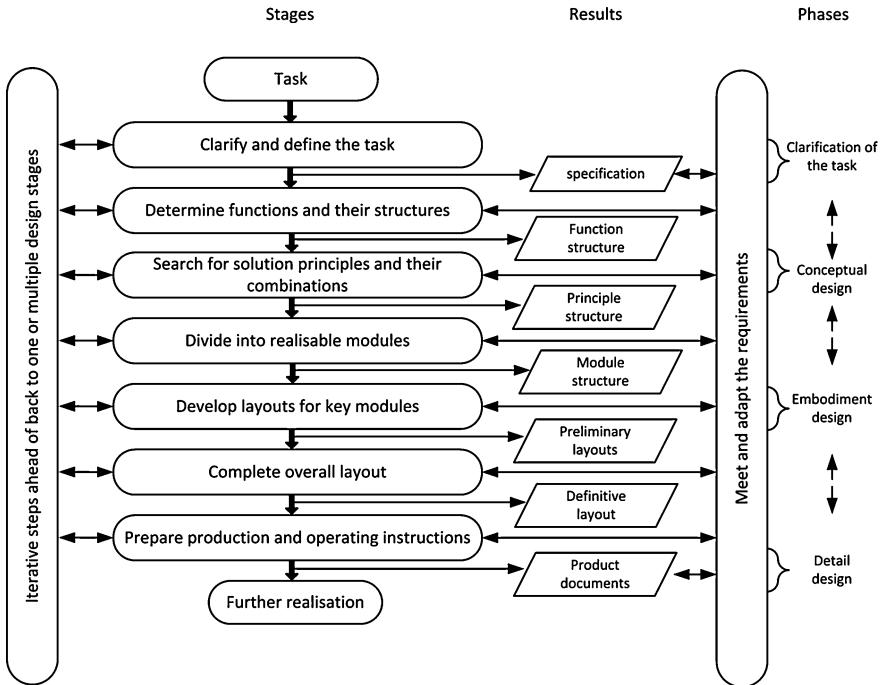 Stages
Results
Phases
Task
Clarify and define the task
Clarification of
the task
specification
Determine functions and their structures
Function
structure
Search for solution principles and their
combinations
Conceptual
design
Principle
structure
Divide into realisable modules
Module
structure
Develop layouts for key modules
Embodiment
design
Preliminary
layouts
Complete overall layout
Definitive
layout
Prepare production and operating instructions
Product
documents
Detail
design
Further realisation
Iterative steps ahead of back to one or multiple design stages
Meet and adapt the requirements